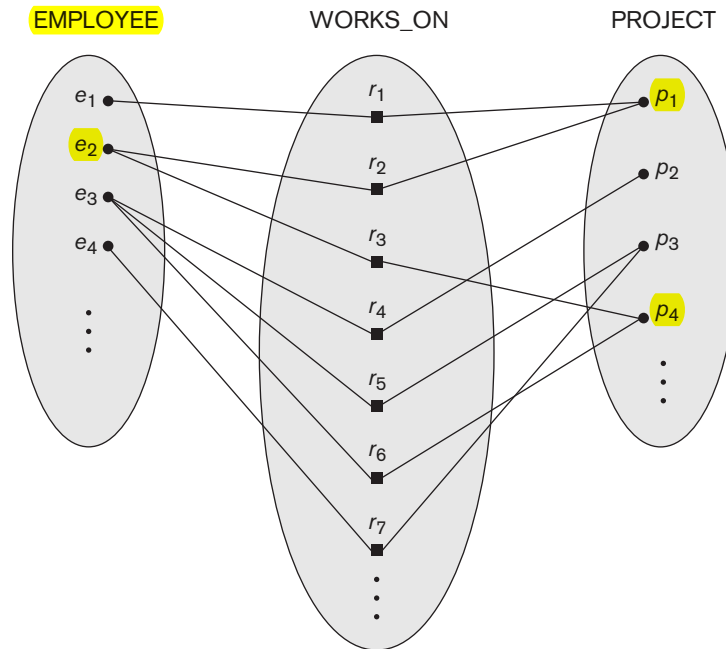 EMPLOYEE WORKS_ON PROJECT
e1
e2
e3
e4
r1
r2
r3
r4
r5
r6
r7
p1
p2
p3
p4